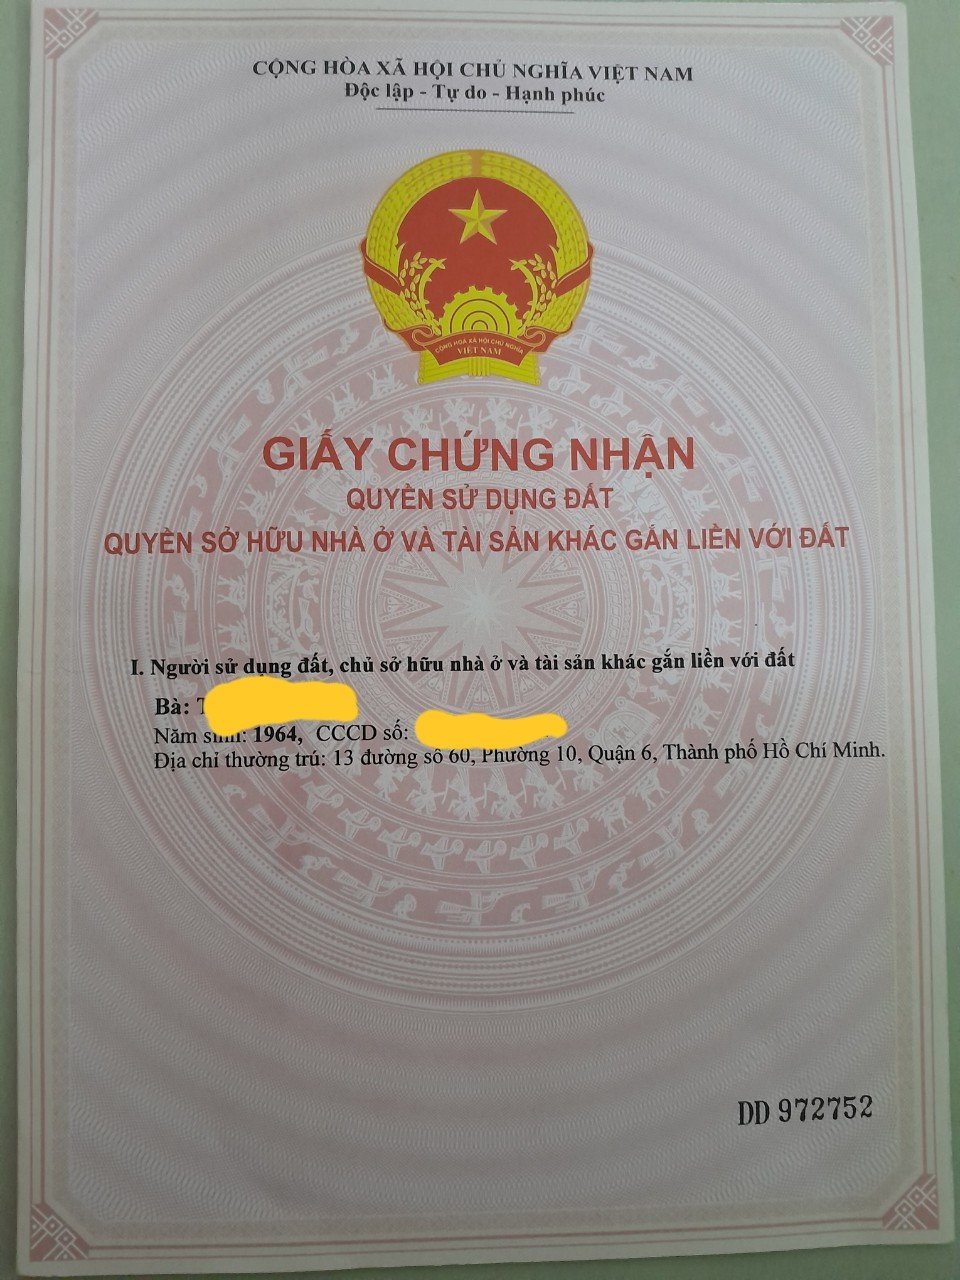 CỘNG HÒA XÃ HỘI CHỦ NGHĨA VIỆT NAM
Độc lập - Tự do - Hạnh phúc
CỘNG HÒA XÃ HỘI CHỦ NGHĨA
VIỆT NAM
GIẤY CHỨNG NHẬN
QUYỀN SỬ DỤNG ĐẤT
QUYỀN SỞ HỮU NHÀ Ở VÀ TÀI SẢN KHÁC GẮN LIỀN VỚI ĐẤT
I. Người sử dụng đất, chủ sở hữu nhà ở và tài sản khác gắn liền với đất
Bà: T
Năm sinh: 1964, CCCD số:
Địa chỉ thường trú: 13 đường số 60, Phường 10, Quận 6, Thành phố Hồ Chí Minh.
DD 972752